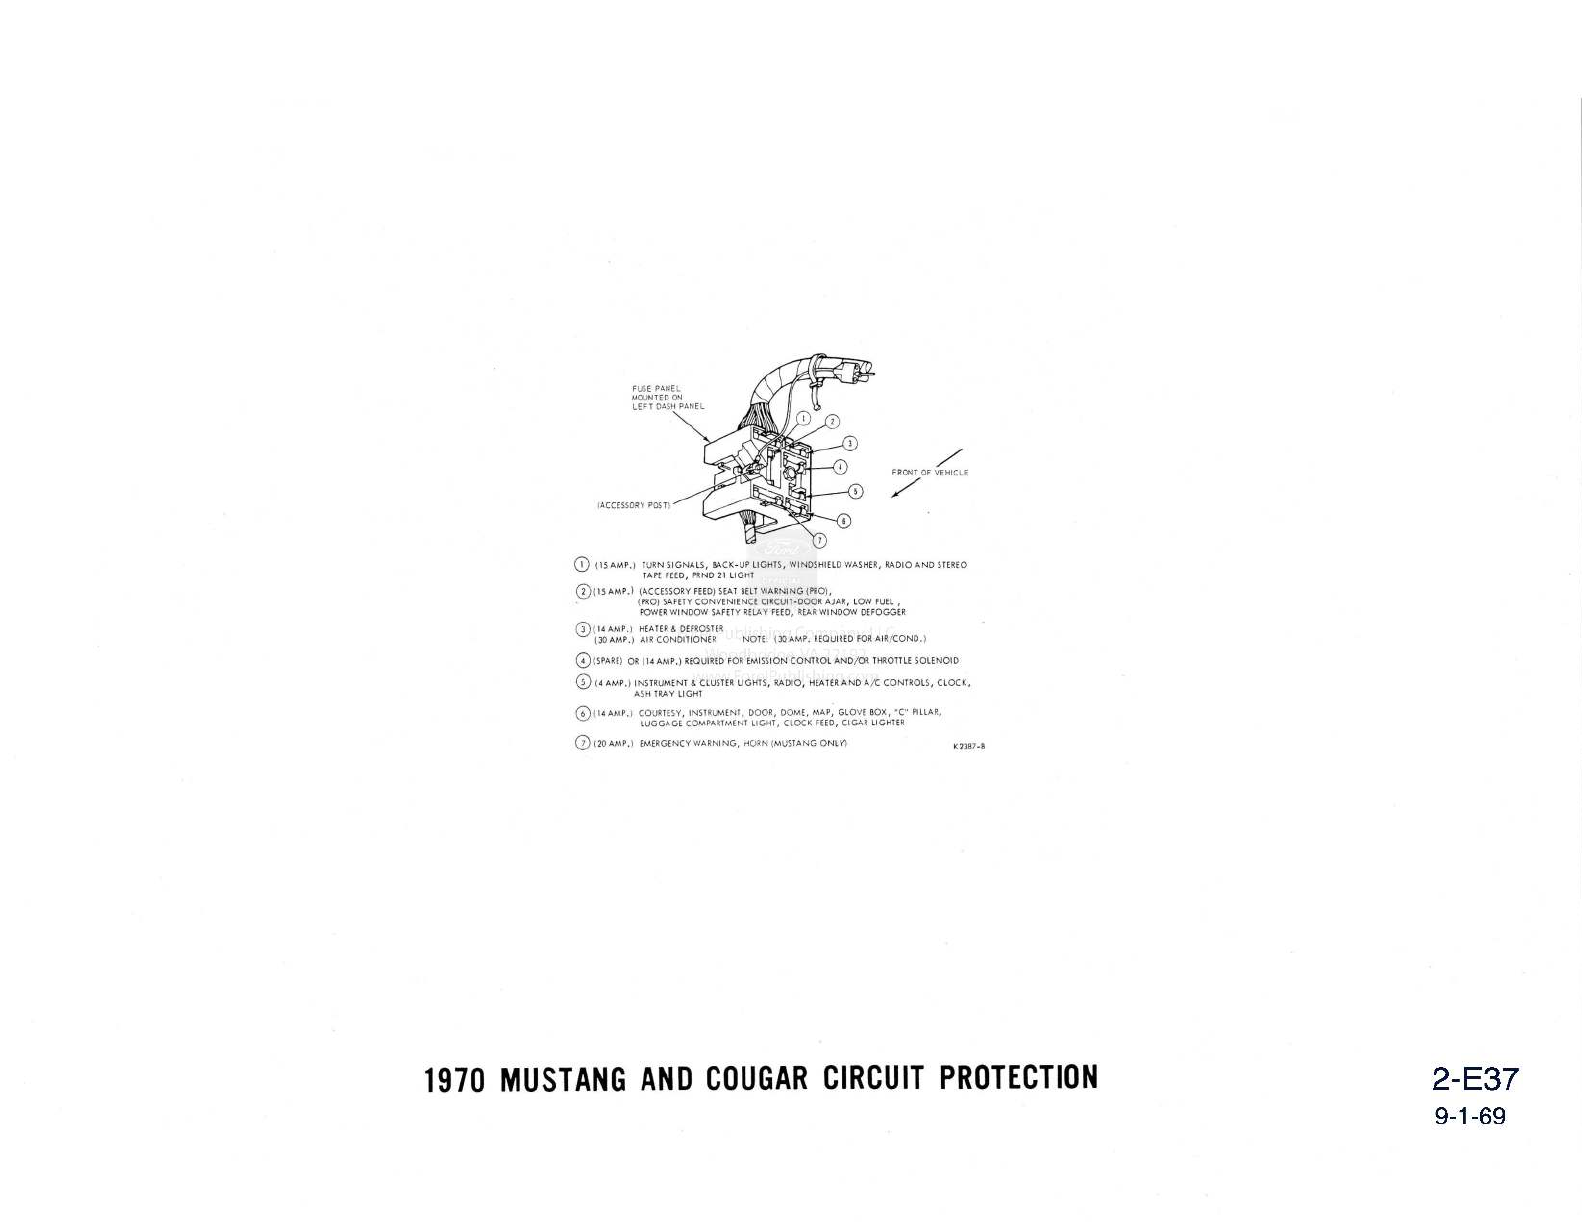 FUSE PANEL
MOUNTED ON
LEFT DASH PANEL
1
2
3
4
FRONT OF VEHICLE
5
(ACCESSORY POST)
6
7
Ford
1 (15 AMP.) TURN SIGNALS, BACK-UP LIGHTS, WINDSHIELD WASHER, RADIO AND STEREO
TAPE FEED, PRND 21 LIGHT
2 (15 AMP.) (ACCESSORY FEED) SEAT BELT WARNING (PRO),
(PRO) SAFETY CONVENIENCE CIRCUIT-DOOR AJAR, LOW FUEL,
POWER WINDOW SAFETY RELAY FEED, REAR WINDOW DEFOGGER
3 (14 AMP.) HEATER & DEFROSTER
(30 AMP.) AIR CONDITIONER NOTE: (30 AMP. REQUIRED FOR AIR/COND.)
4 (SPARE) OR (14 AMP.) REQUIRED FOR EMISSION CONTROL AND/OR THROTTLE SOLENOID
5 (4 AMP.) INSTRUMENT & CLUSTER LIGHTS, RADIO, HEATER AND A/C CONTROLS, CLOCK,
ASH TRAY LIGHT
6 (14 AMP.) COURTESY, INSTRUMENT, DOOR, DOME, MAP, GLOVE BOX, "C" PILLAR,
LUGGAGE COMPARTMENT LIGHT, CLOCK FEED, CIGAR LIGHTER
7 (20 AMP.) EMERGENCY WARNING, HORN (MUSTANG ONLY)
K 2387-B
1970 MUSTANG AND COUGAR CIRCUIT PROTECTION
2-E37
9-1-69